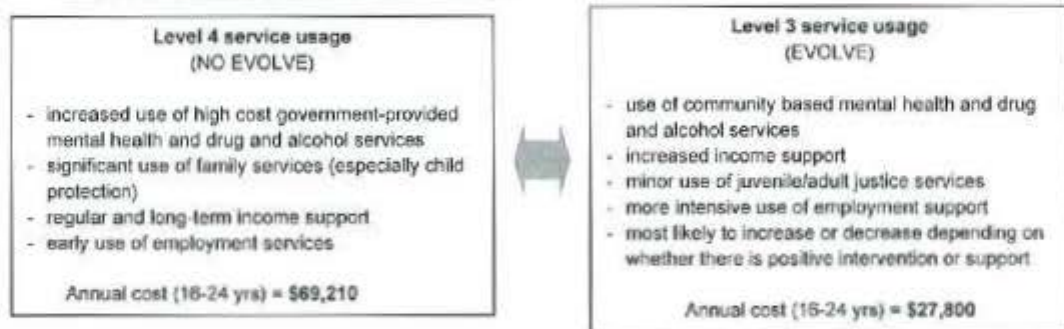 Level 4 service usage
(NO EVOLVE)
- increased use of high cost government-provided
mental health and drug and alcohol services
- significant use of family services (especially child
protection)
- regular and long-term income support
- early use of employment services
Annual cost (16-24 yrs) = $69,210
Level 3 service usage
(EVOLVE)
- use of community based mental health and drug
and alcohol services
- increased income support
- minor use of juvenile/adult justice services
- more intensive use of employment support
- most likely to increase or decrease depending on
whether there is positive intervention or support
Annual cost (16-24 yrs) = $27,800